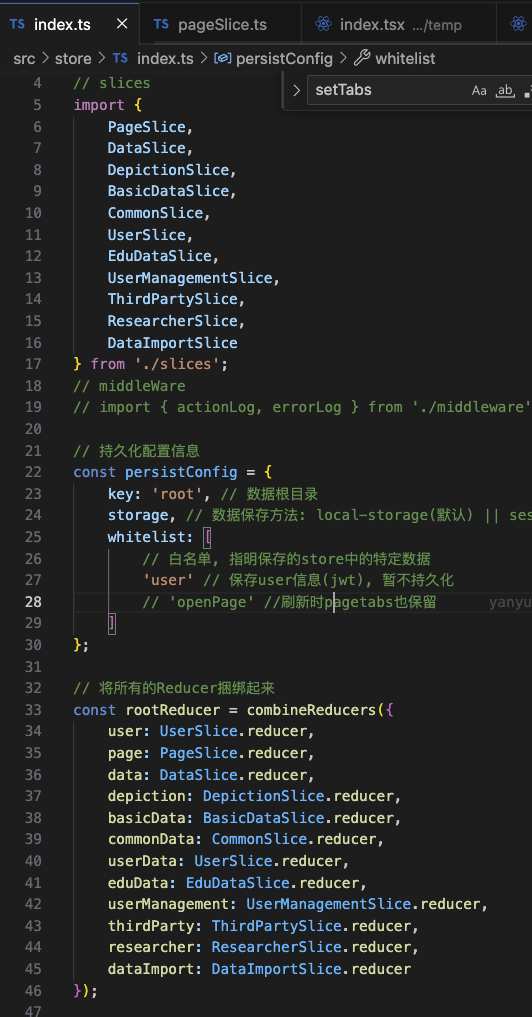 TS index.ts × TS pageSlice.ts index.tsx .../temp
src > store > TS index.ts > persistConfig > whitelist
setTabs Aa ab
4 // slices
5 import {
6 PageSlice,
7 DataSlice,
8 DepictionSlice,
9 BasicDataSlice,
10 CommonSlice,
11 UserSlice,
12 EduDataSlice,
13 UserManagementSlice,
14 ThirdPartySlice,
15 ResearcherSlice,
16 DataImportSlice
17 } from './slices';
18 // middleWare
19 // import { actionLog, errorLog } from './middleware'
20
21 // 持久化配置信息
22 const persistConfig = {
23 key: 'root', // 数据根目录
24 storage, // 数据保存方法: local-storage(默认) || ses
25 whitelist: [
26 // 白名单, 指明保存的store中的特定数据
27 'user' // 保存user信息(jwt), 暂不持久化
28 // 'openPage' //刷新时pagetabs也保留 yanyu
29 ]
30 };
31
32 // 将所有的Reducer捆绑起来
33 const rootReducer = combineReducers({
34 user: UserSlice.reducer,
35 page: PageSlice.reducer,
36 data: DataSlice.reducer,
37 depiction: DepictionSlice.reducer,
38 basicData: BasicDataSlice.reducer,
39 commonData: CommonSlice.reducer,
40 userData: UserSlice.reducer,
41 eduData: EduDataSlice.reducer,
42 userManagement: UserManagementSlice.reducer,
43 thirdParty: ThirdPartySlice.reducer,
44 researcher: ResearcherSlice.reducer,
45 dataImport: DataImportSlice.reducer
46 });
47